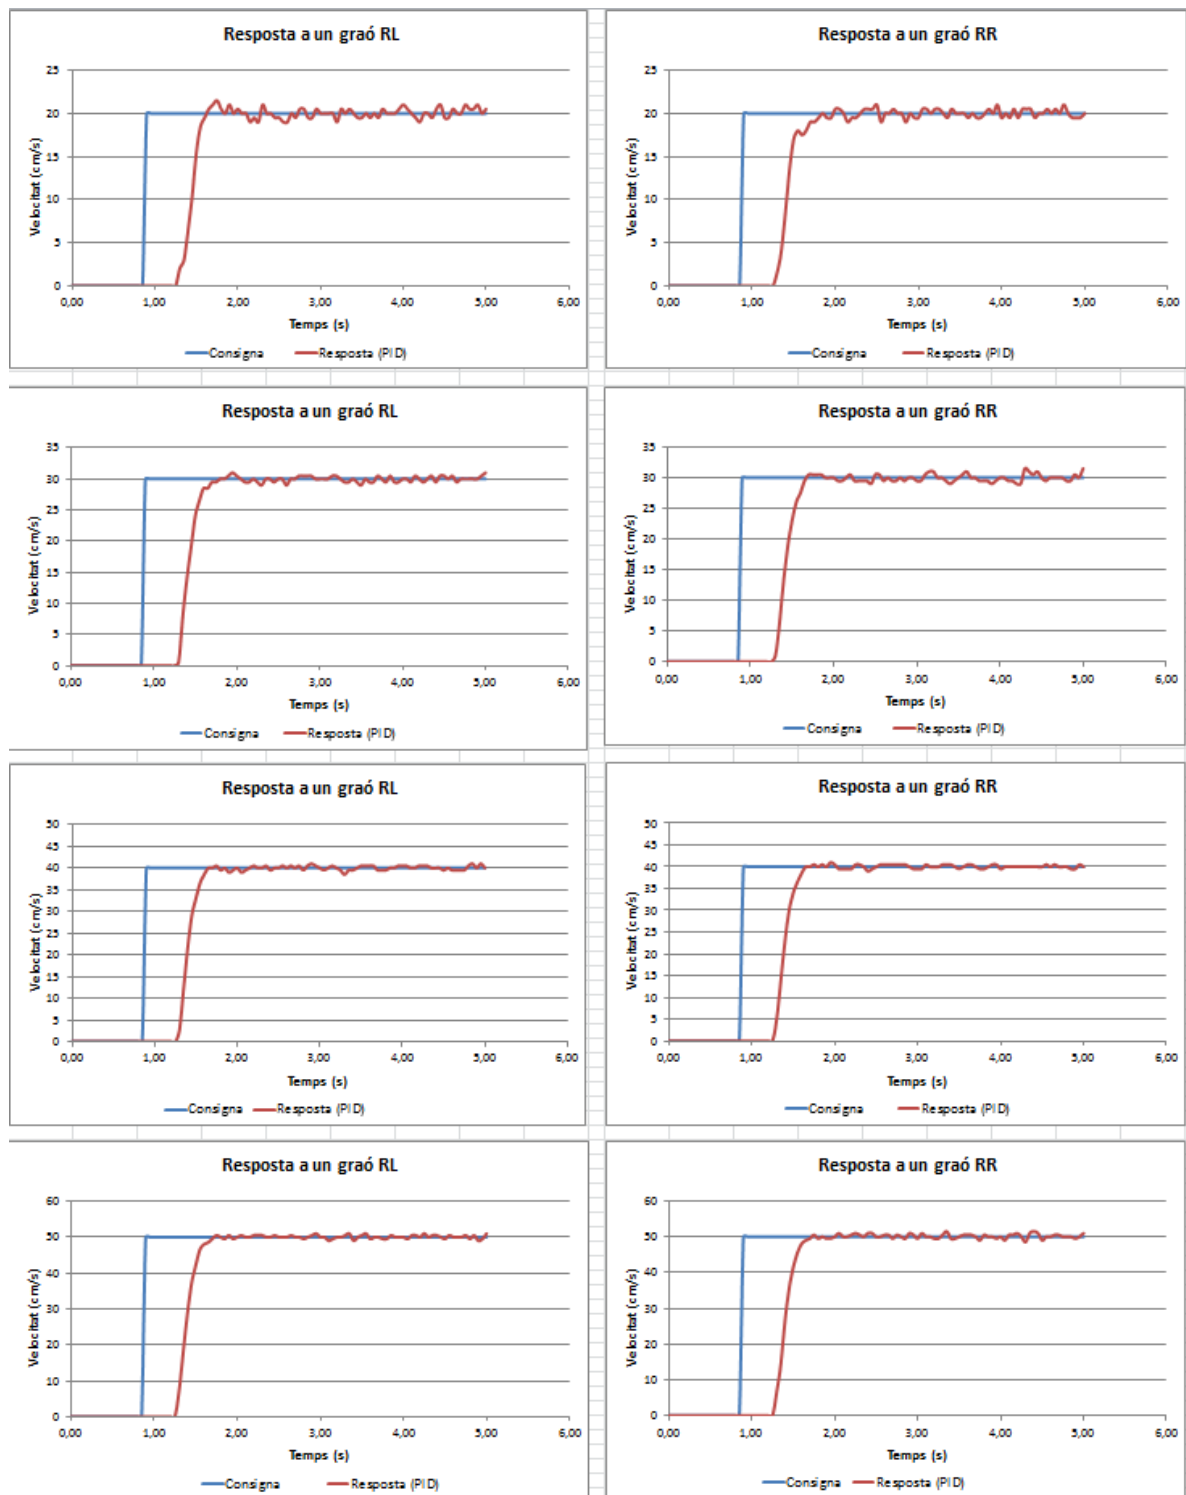 Resposta a un graó RL
Velocitat (cm/s)
25
20
15
10
5
0
0,00 1,00 2,00 3,00 4,00 5,00 6,00
Temps (s)
Consigna Resposta (PID)
Resposta a un graó RR
Velocitat (cm/s)
25
20
15
10
5
0
0,00 1,00 2,00 3,00 4,00 5,00 6,00
Temps (s)
Consigna Resposta (PID)
Resposta a un graó RL
Velocitat (cm/s)
35
30
25
20
15
10
5
0
0,00 1,00 2,00 3,00 4,00 5,00 6,00
Temps (s)
Consigna Resposta (PID)
Resposta a un graó RR
Velocitat (cm/s)
35
30
25
20
15
10
5
0
0,00 1,00 2,00 3,00 4,00 5,00 6,00
Temps (s)
Consigna Resposta (PID)
Resposta a un graó RL
Velocitat (cm/s)
50
45
40
35
30
25
20
15
10
5
0
0,00 1,00 2,00 3,00 4,00 5,00 6,00
Temps (s)
Consigna Resposta (PID)
Resposta a un graó RR
Velocitat (cm/s)
50
45
40
35
30
25
20
15
10
5
0
0,00 1,00 2,00 3,00 4,00 5,00 6,00
Temps (s)
Consigna Resposta (PID)
Resposta a un graó RL
Velocitat (cm/s)
60
50
40
30
20
10
0
0,00 1,00 2,00 3,00 4,00 5,00 6,00
Temps (s)
Consigna Resposta (PID)
Resposta a un graó RR
Velocitat (cm/s)
60
50
40
30
20
10
0
0,00 1,00 2,00 3,00 4,00 5,00 6,00
Temps (s)
Consigna Resposta (PID)